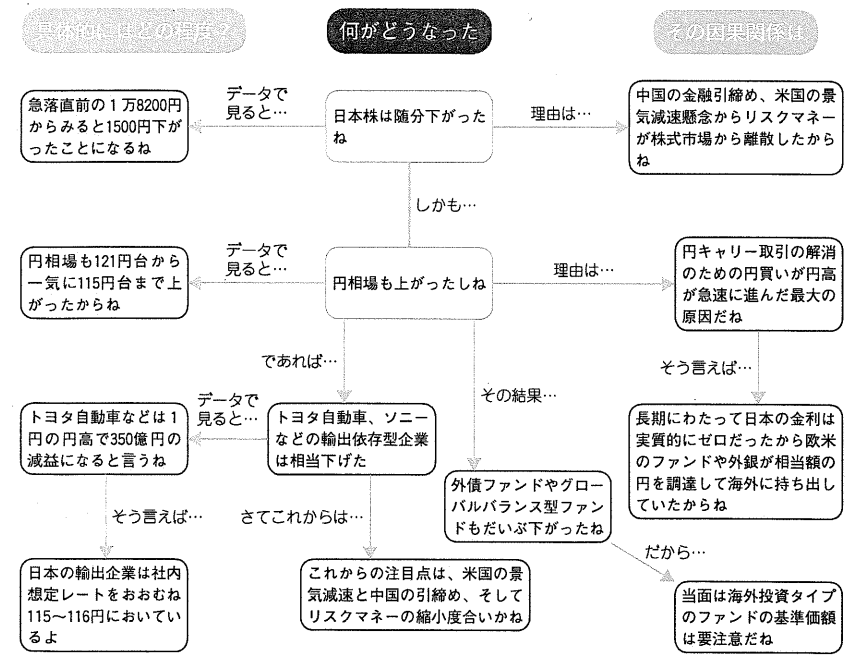 具体的にはどの程度？
何がどうなった
その因果関係は
急落直前の1万8200円
からみると1500円下が
ったことになるね
データで
見ると…
日本株は随分下がった
ね
理由は…
中国の金融引締め、米国の景
気減速懸念からリスクマネー
が株式市場から離散したから
ね
しかも…
円相場も121円台から
一気に115円台まで上
がったからね
データで
見ると…
円相場も上がったしね
理由は…
円キャリー取引の解消
のための円買いが円高
が急速に進んだ最大の
原因だね
であれば…
その結果…
そう言えば…
トヨタ自動車などは1
円の円高で350億円の
減益になると言うね
データで
見ると…
トヨタ自動車、ソニー
などの輸出依存型企業
は相当下げた
長期にわたって日本の金利は
実質的にゼロだったから欧米
のファンドや外銀が相当額の
円を調達して海外に持ち出し
ていたからね
外債ファンドやグロー
バルバランス型ファン
ドもだいぶ下がったね
そう言えば…
さてこれからは…
だから…
日本の輸出企業は社内
想定レートをおおむね
115～116円においてい
るよ
これからの注目点は、米国の景
気減速と中国の引締め、そして
リスクマネーの縮小度合いかね
当面は海外投資タイプ
のファンドの基準価額
は要注意だね